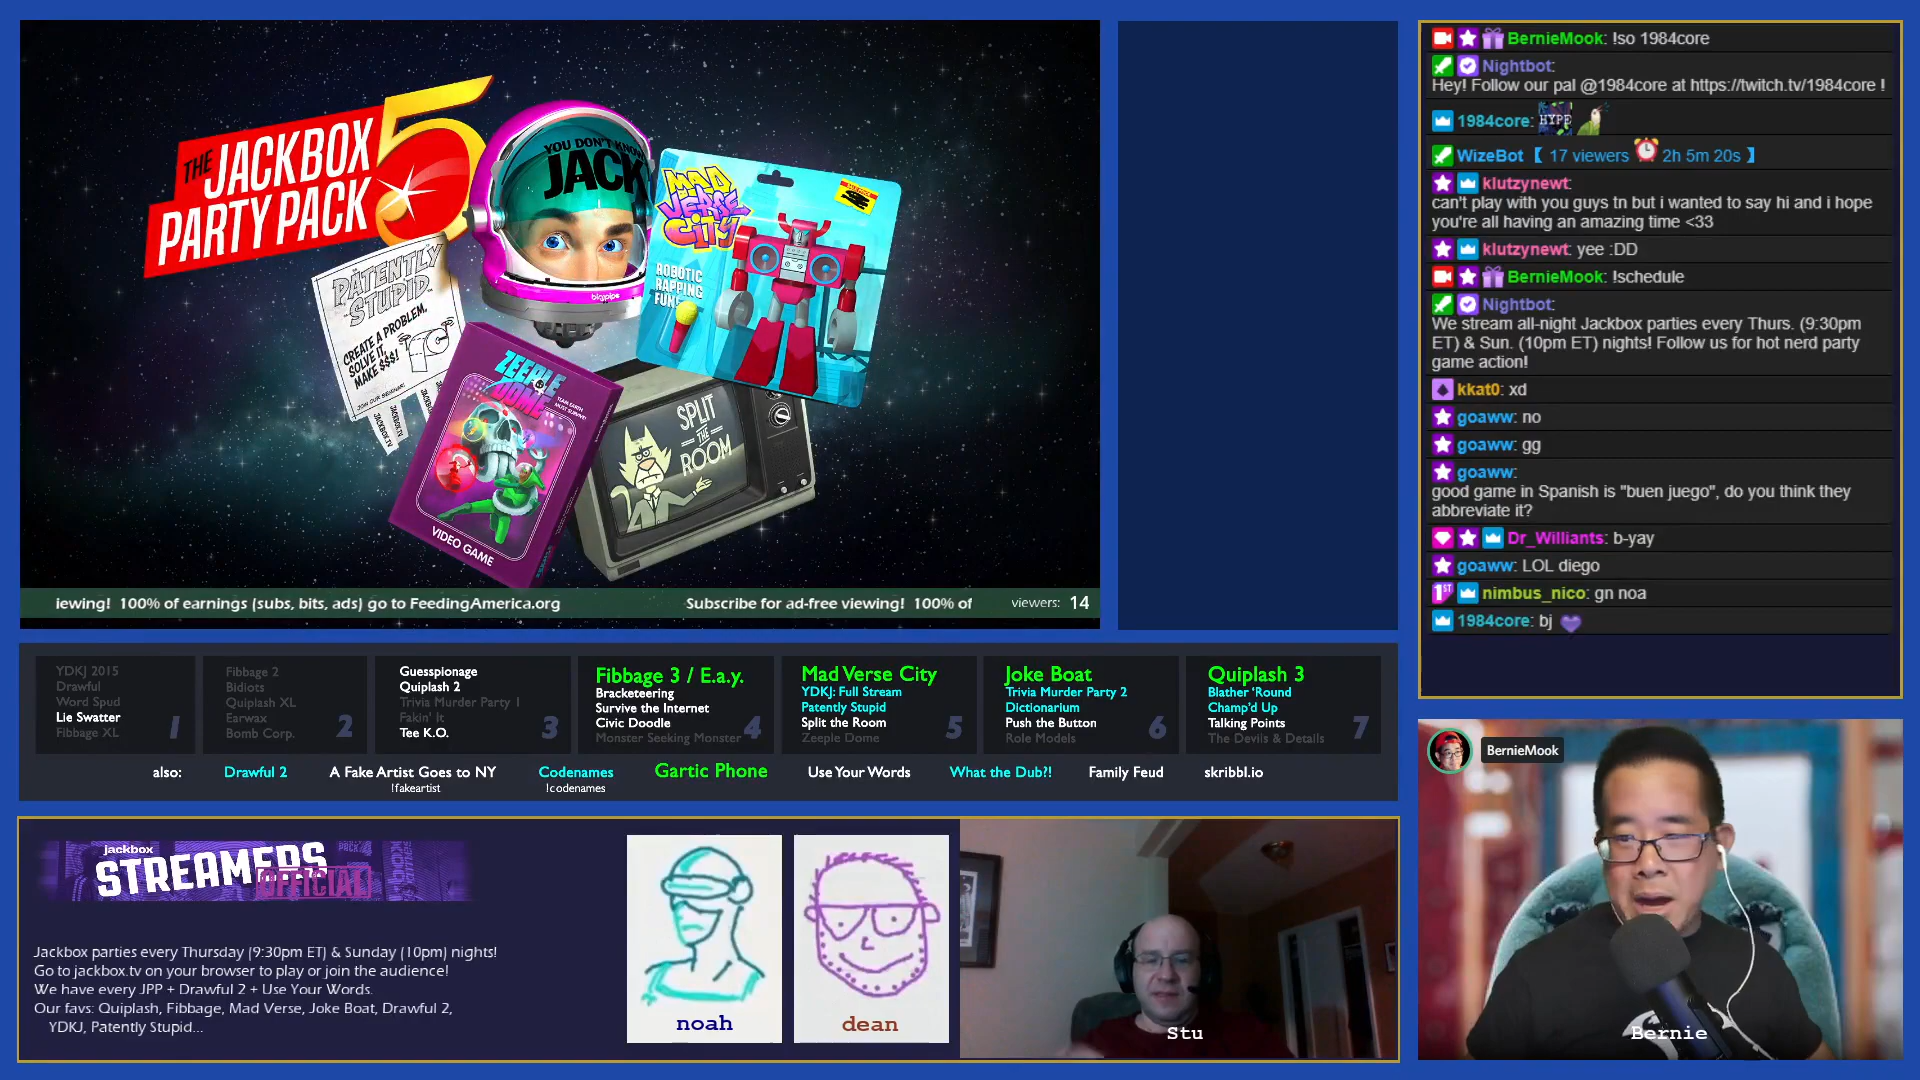 THE JACKBOX
PARTY PACK 5
YOU DON'T KNOW
JACK
bigpipe
MAD
VERSE
CITY
ROBOTIC
RAPPING
FUN!
PATENTLY
STUPID
CREATE A PROBLEM.
SOLVE IT.
MAKE $$$!
JOIN OUR SEMINAR!
JACKBOX.TV
JACKBOX.TV
ZEEPLE
DOME
TEAM EARTH
MUST SURVIVE!
VIDEO GAME
SPLIT
THE
ROOM
iewing!  100% of earnings (subs, bits, ads) go to FeedingAmerica.org
Subscribe for ad-free viewing!  100% of
viewers: 14
BernieMook: !so 1984core
Nightbot:
Hey! Follow our pal @1984core at https://twitch.tv/1984core !
1984core: HYPE
WizeBot 【 17 viewers 2h 5m 20s 】
klutzynewt:
can't play with you guys tn but i wanted to say hi and i hope
you're all having an amazing time <33
klutzynewt: yee :DD
BernieMook: !schedule
Nightbot:
We stream all-night Jackbox parties every Thurs. (9:30pm
ET) & Sun. (10pm ET) nights! Follow us for hot nerd party
game action!
kkat0: xd
goaww: no
goaww: gg
goaww:
good game in Spanish is "buen juego", do you think they
abbreviate it?
Dr_Williants: b-yay
goaww: LOL diego
1ST nimbus_nico: gn noa
1984core: bj
YDKJ 2015
Drawful
Word Spud
Lie Swatter
Fibbage XL
1
Fibbage 2
Bidiots
Quiplash XL
Earwax
Bomb Corp.
2
Guesspionage
Quiplash 2
Trivia Murder Party 1
Fakin' It
Tee K.O.
3
Fibbage 3 / E.a.y.
Bracketeering
Survive the Internet
Civic Doodle
Monster Seeking Monster
4
Mad Verse City
YDKJ: Full Stream
Patently Stupid
Split the Room
Zeeple Dome
5
Joke Boat
Trivia Murder Party 2
Dictionarium
Push the Button
Role Models
6
Quiplash 3
Blather 'Round
Champ'd Up
Talking Points
The Devils & Details
7
also:
Drawful 2
A Fake Artist Goes to NY
!fakeartist
Codenames
!codenames
Gartic Phone
Use Your Words
What the Dub?!
Family Feud
skribbl.io
jackbox
STREAMERS
OFFICIAL
Jackbox parties every Thursday (9:30pm ET) & Sunday (10pm) nights!
Go to jackbox.tv on your browser to play or join the audience!
We have every JPP + Drawful 2 + Use Your Words.
Our favs: Quiplash, Fibbage, Mad Verse, Joke Boat, Drawful 2,
YDKJ, Patently Stupid...
noah
dean
Stu
BernieMook
Bernie